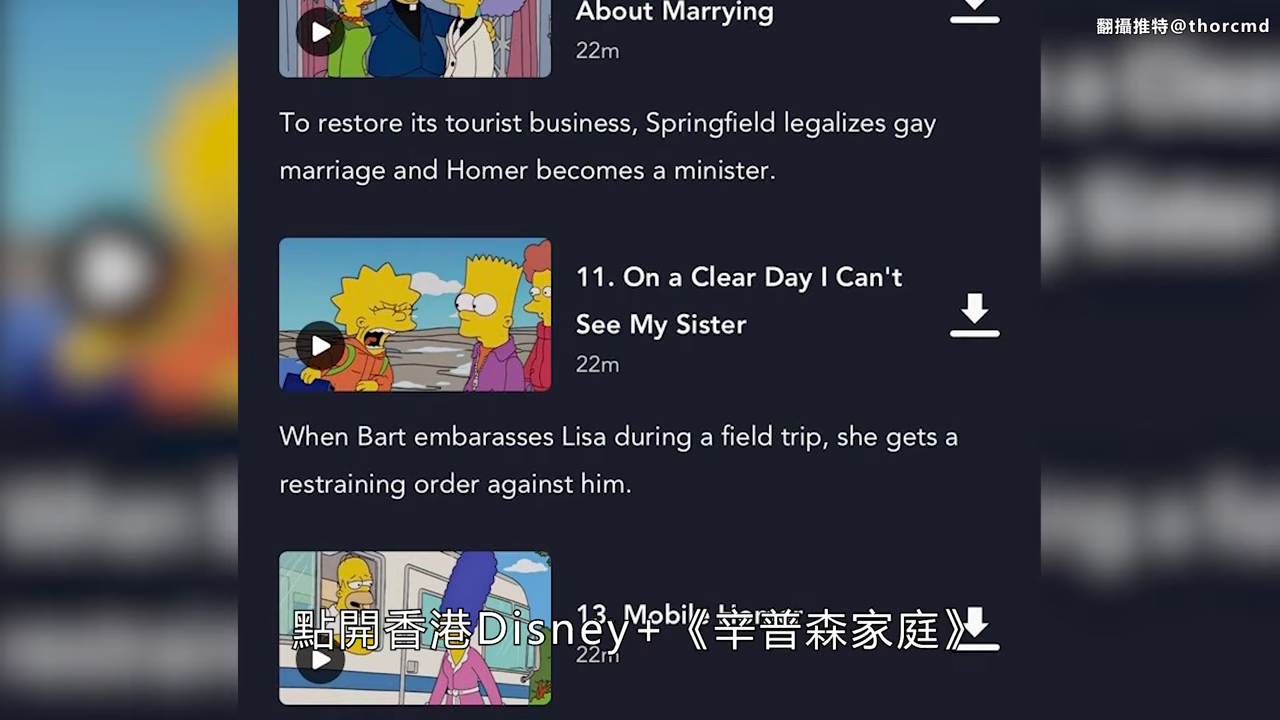 About Marrying
翻攝推特@thorcmd
22m
To restore its tourist business, Springfield legalizes gay
marriage and Homer becomes a minister.
11. On a Clear Day I Can't
See My Sister
22m
When Bart embarasses Lisa during a field trip, she gets a
restraining order against him.
13. Mobile Homer
點開香港Disney+《辛普森家庭》
22m